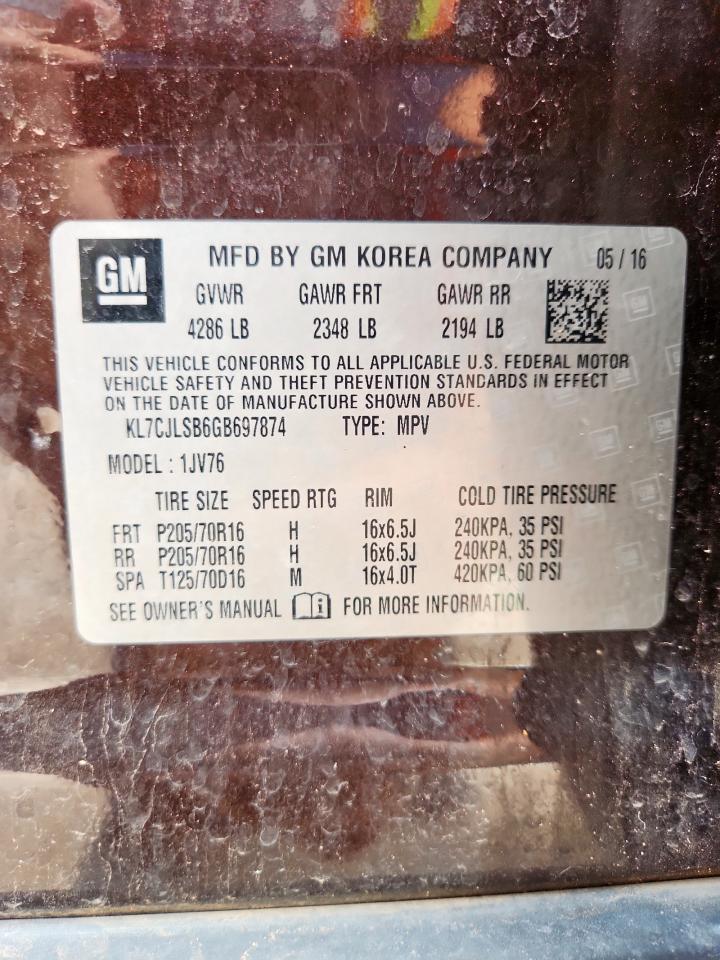 GM
MFD BY GM KOREA COMPANY 05 / 16
GVWR GAWR FRT GAWR RR
4286 LB 2348 LB 2194 LB
THIS VEHICLE CONFORMS TO ALL APPLICABLE U.S. FEDERAL MOTOR
VEHICLE SAFETY AND THEFT PREVENTION STANDARDS IN EFFECT
ON THE DATE OF MANUFACTURE SHOWN ABOVE.
KL7CJLSB6GB697874 TYPE: MPV
MODEL : 1JV76
TIRE SIZE SPEED RTG RIM COLD TIRE PRESSURE
FRT P205/70R16 H 16x6.5J 240KPA, 35 PSI
RR P205/70R16 H 16x6.5J 240KPA, 35 PSI
SPA T125/70D16 M 16x4.0T 420KPA, 60 PSI
SEE OWNER'S MANUAL FOR MORE INFORMATION.